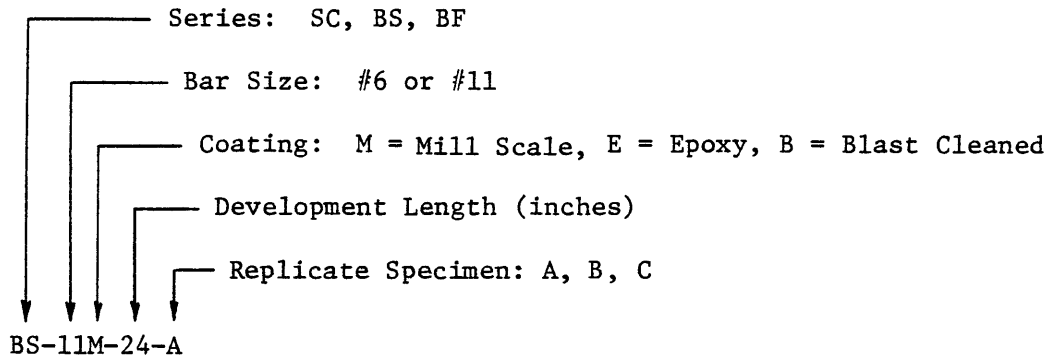 Series: SC, BS, BF
Bar Size: #6 or #11
Coating: M = Mill Scale, E = Epoxy, B = Blast Cleaned
Development Length (inches)
Replicate Specimen: A, B, C
BS-11M-24-A